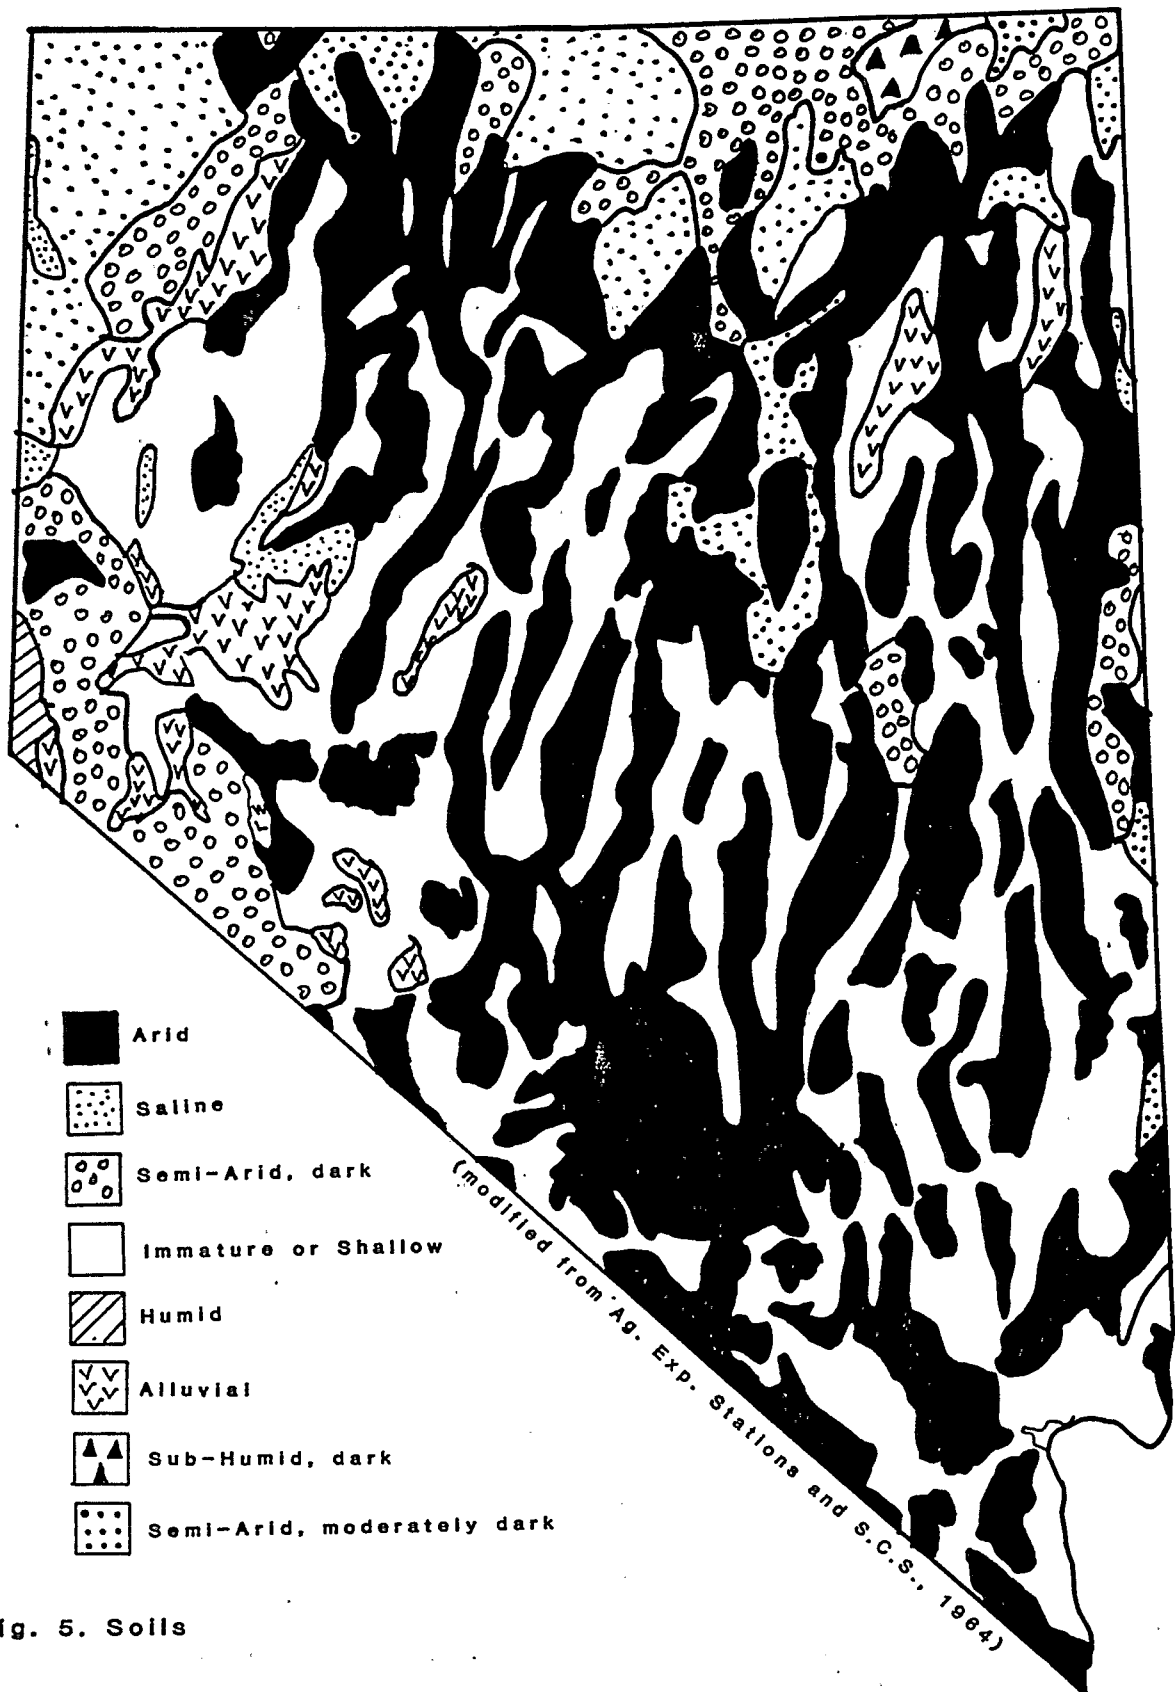 Arid
Saline
Semi-Arid, dark
Immature or Shallow
Humid
Alluvial
Sub-Humid, dark
Semi-Arid, moderately dark
(modified from Ag. Exp. Stations and S.C.S., 1964)
ig. 5. Soils